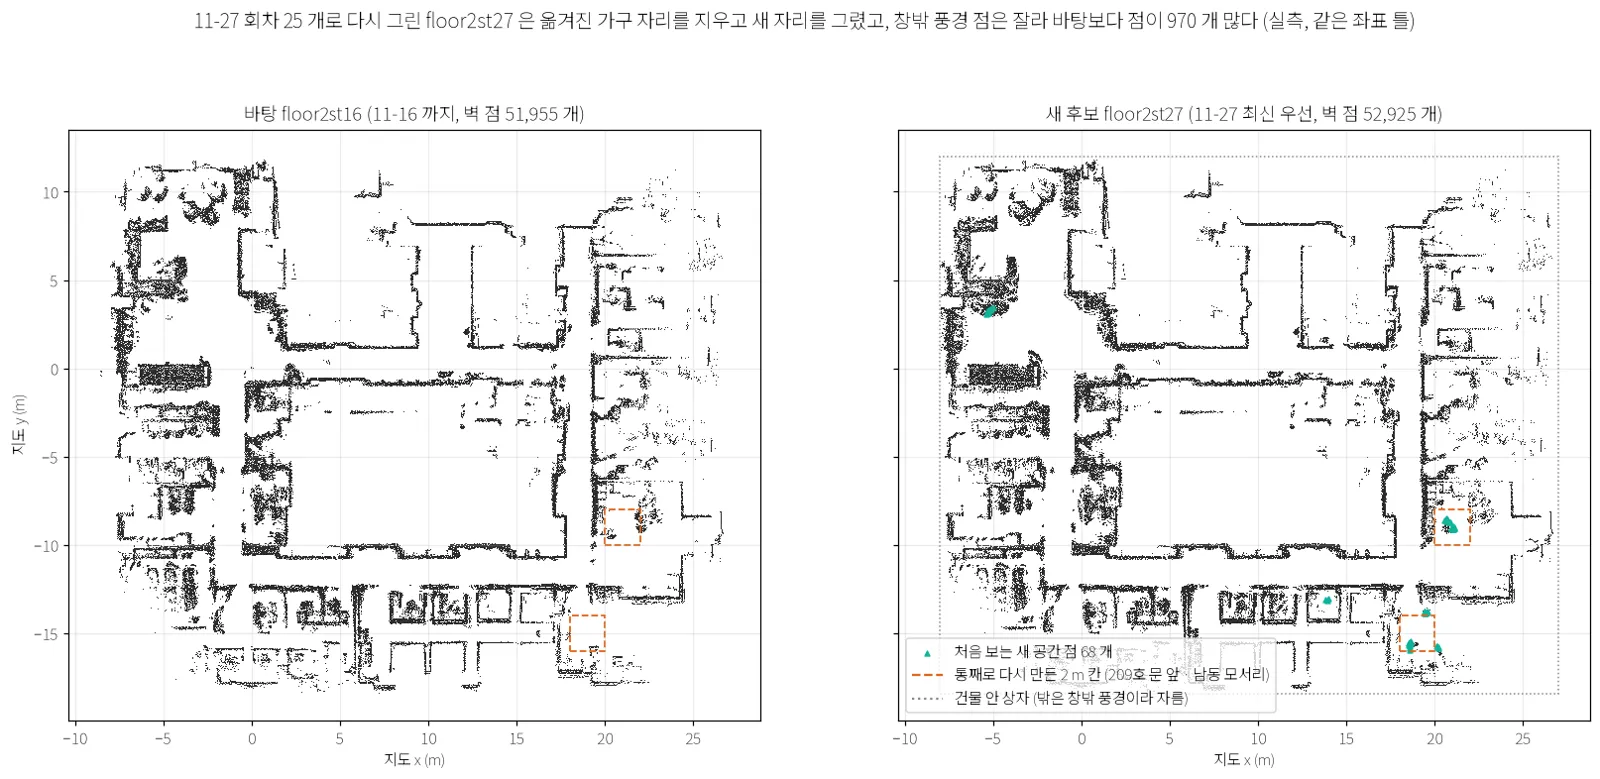 11-27 회차 25 개로 다시 그린 floor2st27 은 옮겨진 가구 자리를 지우고 새 자리를 그렸고, 창밖 풍경 점은 잘라 바탕보다 점이 970 개 많다 (실측, 같은 좌표 틀)
바탕 floor2st16 (11-16 까지, 벽 점 51,955 개)
10
5
0
−5
−10
−15
지도 y (m)
−10
−5
0
5
10
15
20
25
지도 x (m)
새 후보 floor2st27 (11-27 최신 우선, 벽 점 52,925 개)
처음 보는 새 공간 점 68 개
통째로 다시 만든 2 m 칸 (209호 문 앞 · 남동 모서리)
건물 안 상자 (밖은 창밖 풍경이라 자름)
−10
−5
0
5
10
15
20
25
지도 x (m)